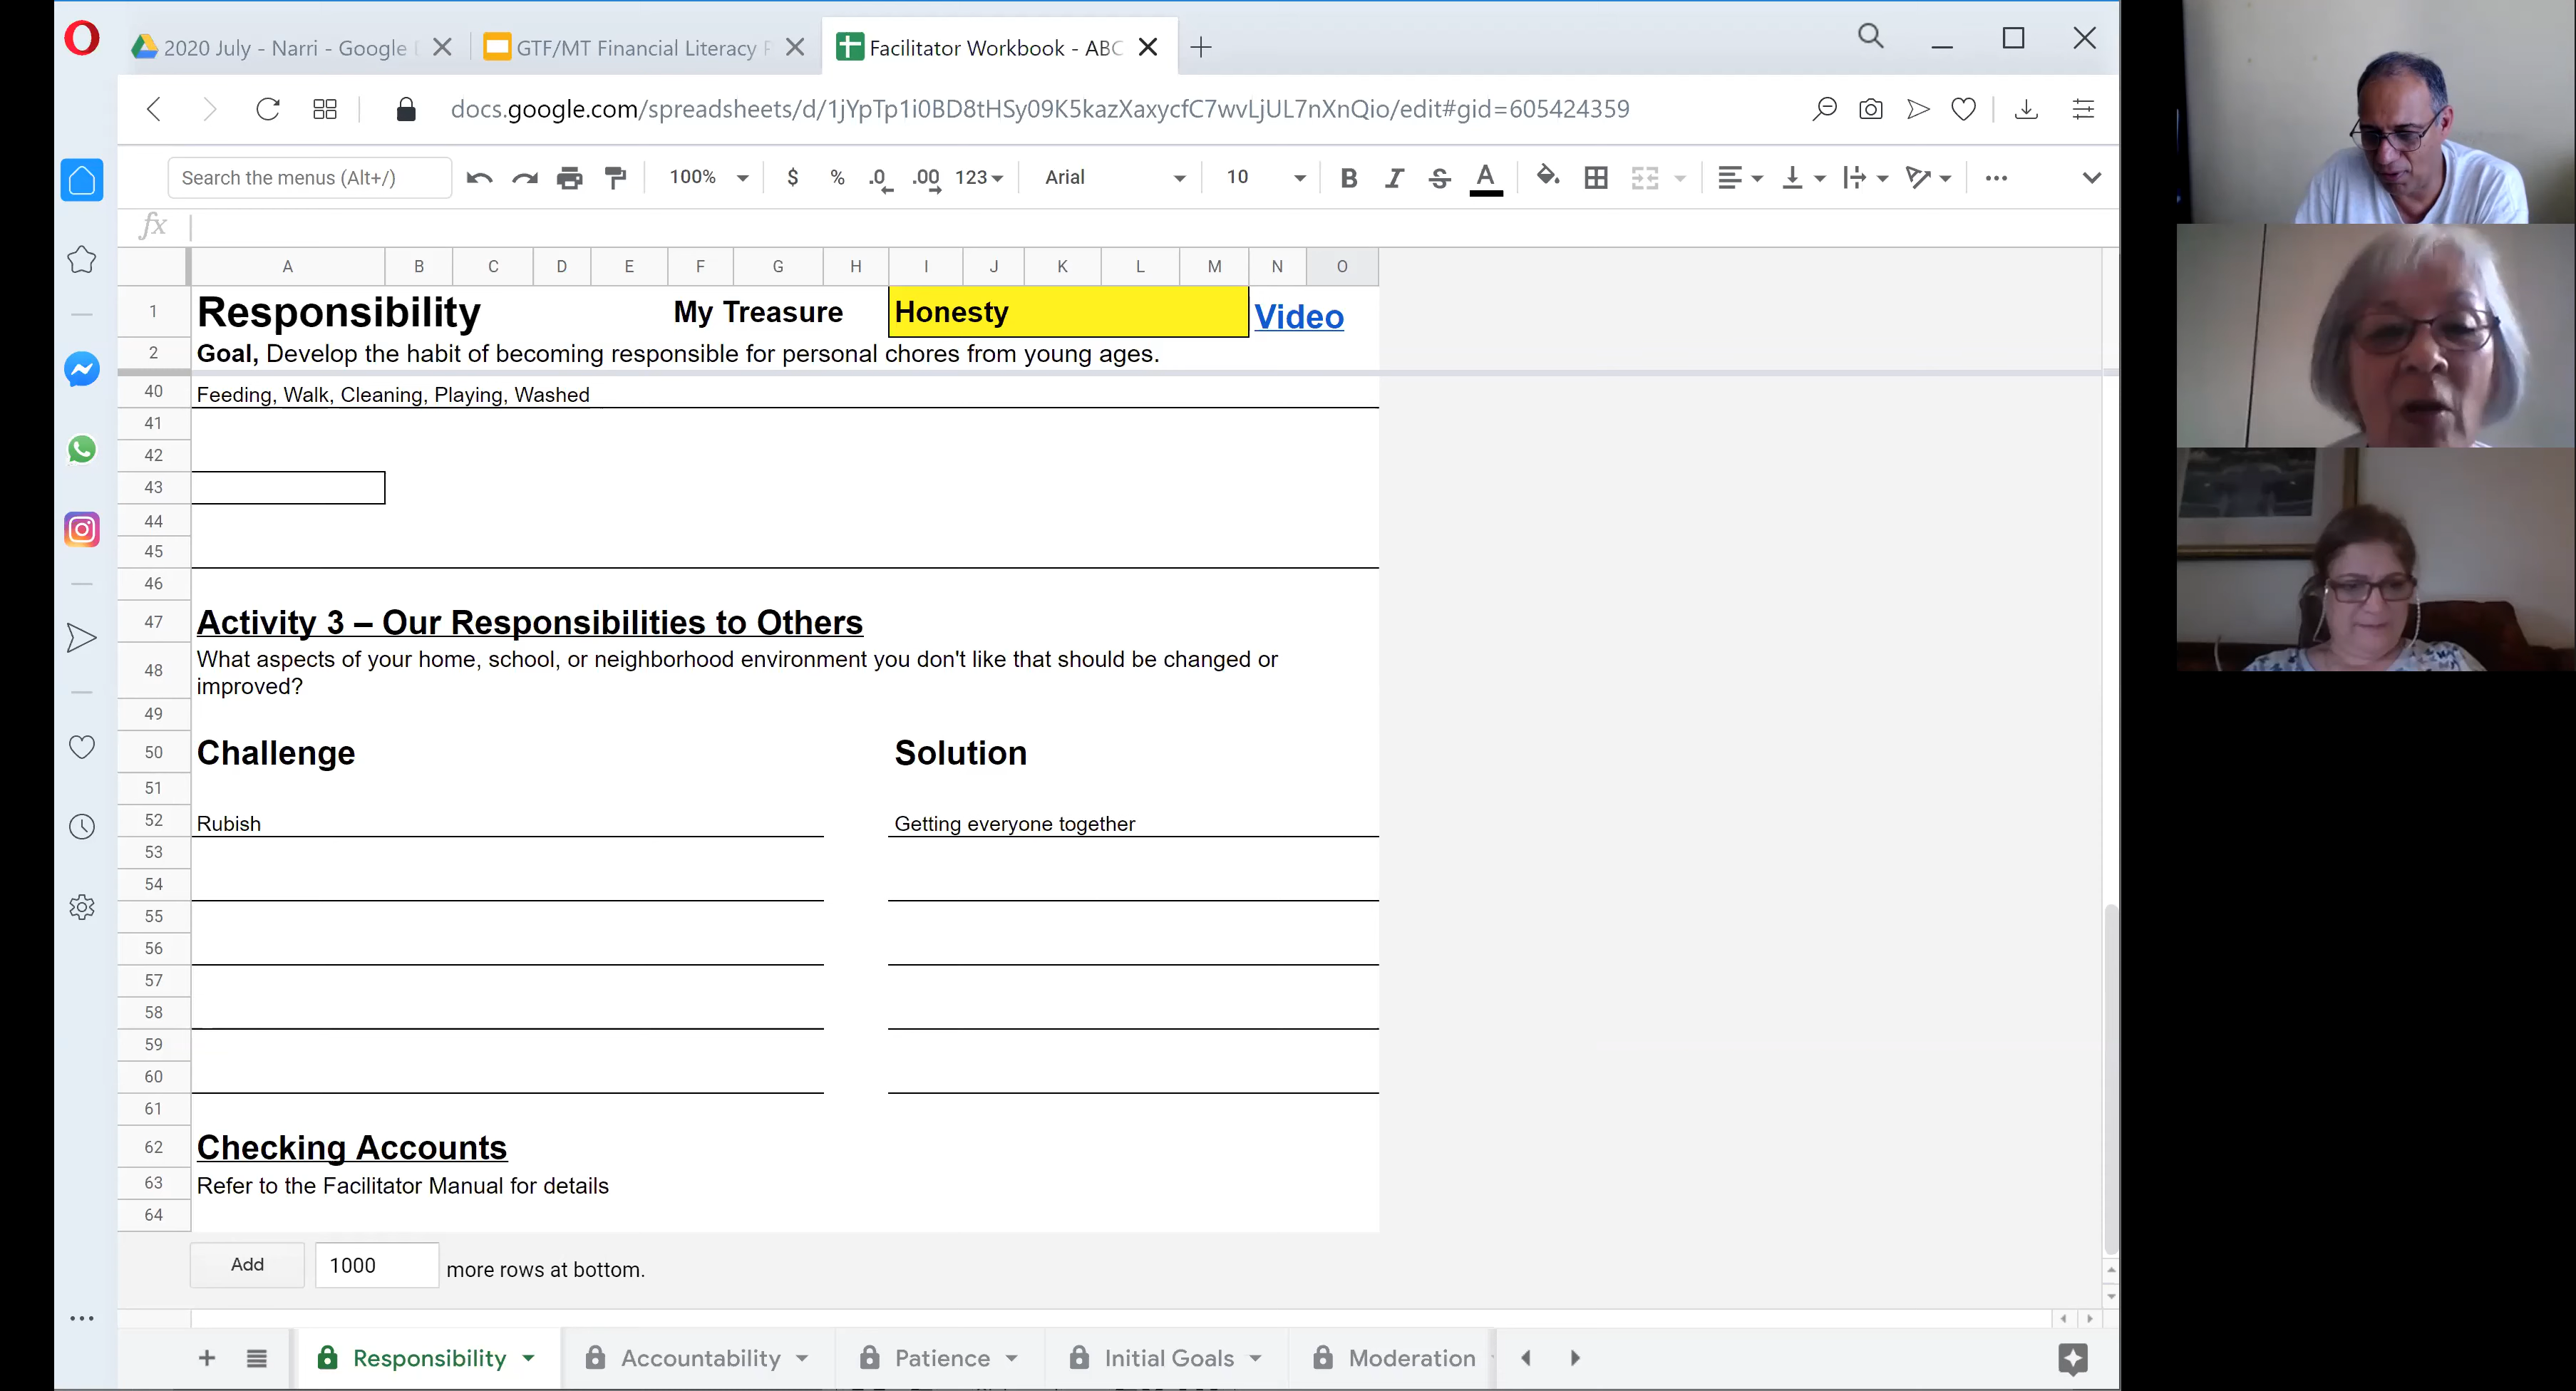 2020 July - Narri - Google
GTF/MT Financial Literacy
Facilitator Workbook - ABC
docs.google.com/spreadsheets/d/1jYpTp1i0BD8tHSy09K5kazXaxycfC7wvLjUL7nXnQio/edit#gid=605424359
Search the menus (Alt+/)
100%
$ % .0 .00 123
Arial
10
B I S A
fx
A B C D E F G H I J K L M N O
1 Responsibility My Treasure Honesty Video
2 Goal, Develop the habit of becoming responsible for personal chores from young ages.
40 Feeding, Walk, Cleaning, Playing, Washed
41
42
43
44
45
46
47 Activity 3 – Our Responsibilities to Others
48 What aspects of your home, school, or neighborhood environment you don't like that should be changed or
improved?
49
50 Challenge Solution
51
52 Rubish Getting everyone together
53
54
55
56
57
58
59
60
61
62 Checking Accounts
63 Refer to the Facilitator Manual for details
64
Add 1000 more rows at bottom.
Responsibility Accountability Patience Initial Goals Moderation